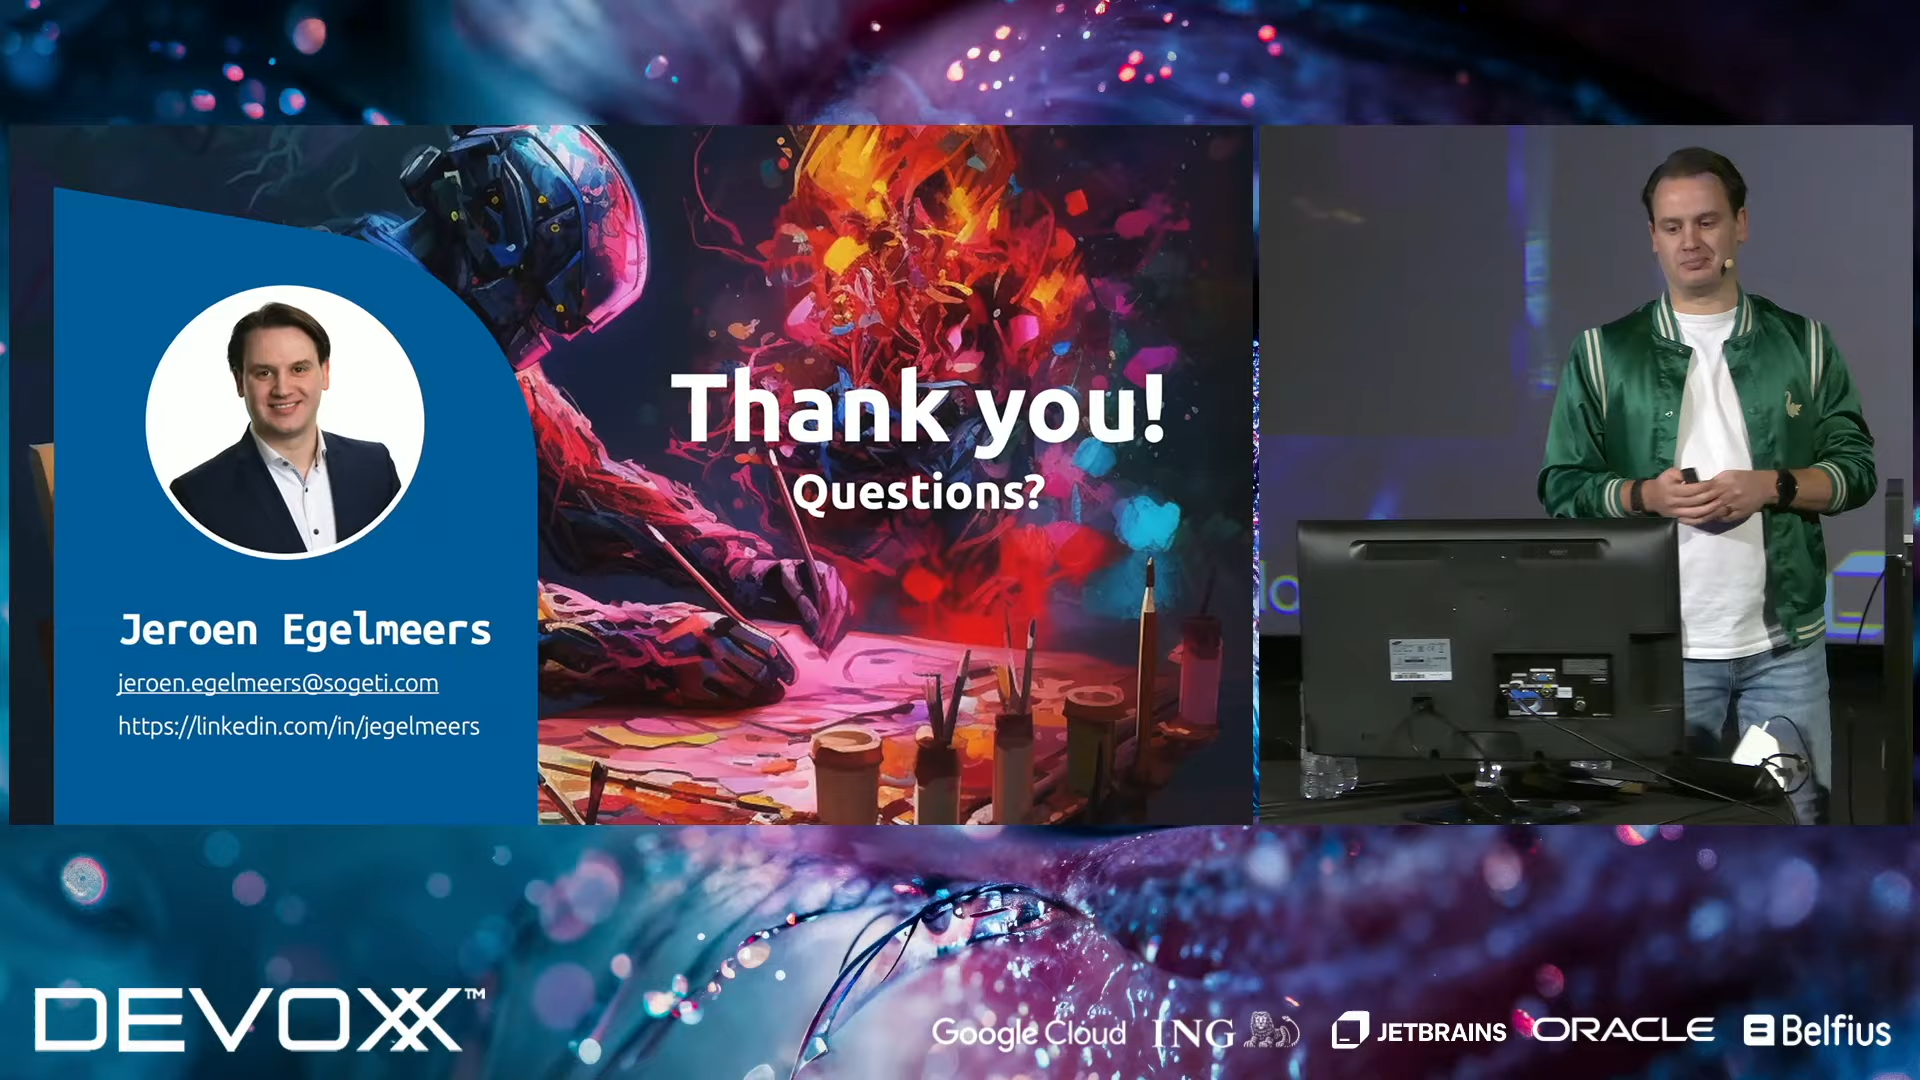 Thank you!
Questions?
Jeroen Egelmeers
jeroen.egelmeers@sogeti.com
https://linkedin.com/in/jegelmeers
DEVOXX™
Google Cloud
ING
JETBRAINS
ORACLE
Belfius